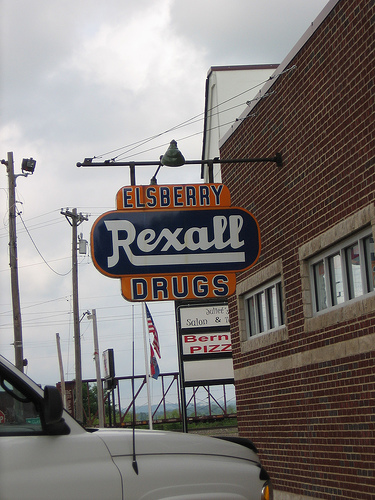 ELSBERRY
Rexall
DRUGS
Salon &
Bern
PIZZ